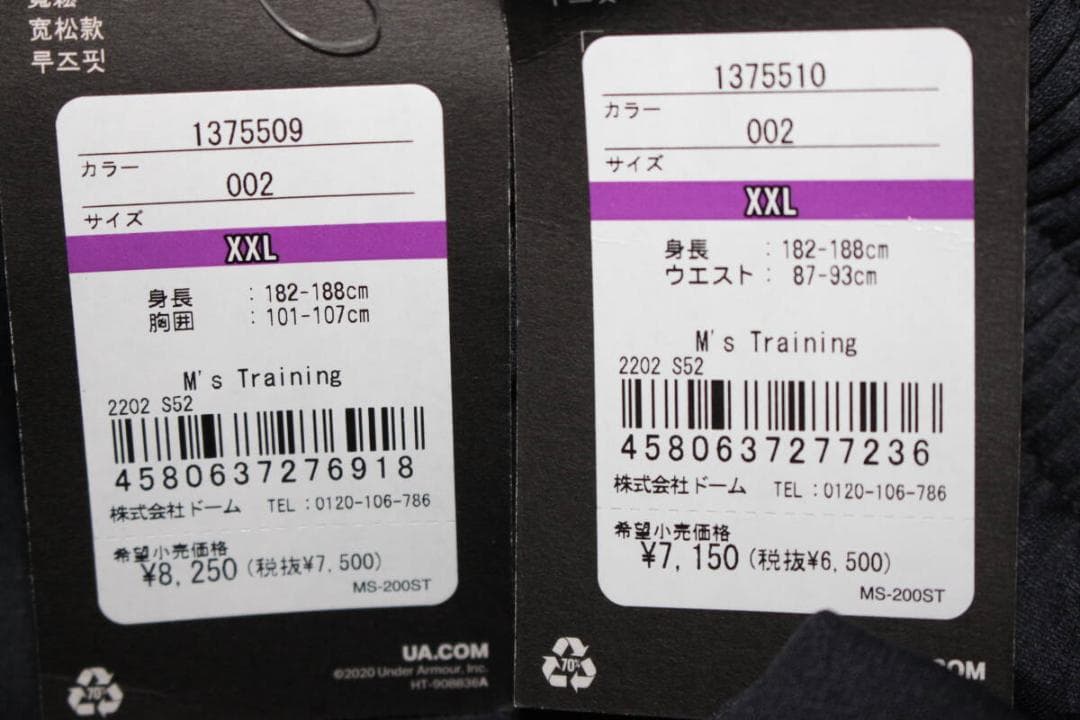 宽松款
루즈핏
1375509
カラー
002
サイズ
XXL
身長 : 182-188cm
胸囲 : 101-107cm
M's Training
2202 S52
4580637276918
株式会社ドーム TEL:0120-106-786
希望小売価格
¥8,250(税抜¥7,500)
MS-200ST
70%
UA.COM
©2020 Under Armour, Inc.
HT-908836A
1375510
カラー
002
サイズ
XXL
身長 : 182-188cm
ウエスト : 87-93cm
M's Training
2202 S52
4580637277236
株式会社ドーム TEL:0120-106-786
希望小売価格
¥7,150(税抜¥6,500)
MS-200ST
70%
COM